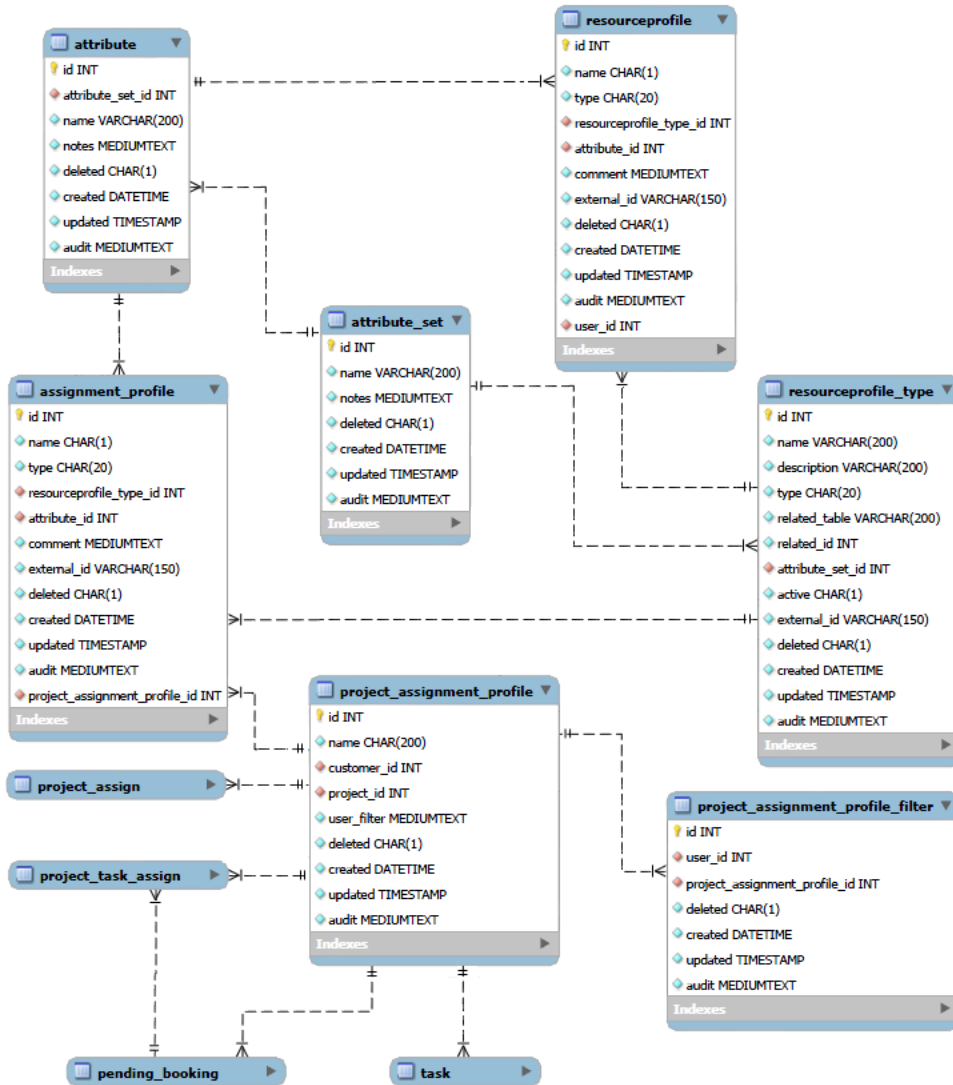 attribute
id INT
attribute_set_id INT
name VARCHAR(200)
notes MEDIUMTEXT
deleted CHAR(1)
created DATETIME
updated TIMESTAMP
audit MEDIUMTEXT
Indexes
resourceprofile
id INT
name CHAR(1)
type CHAR(20)
resourceprofile_type_id INT
attribute_id INT
comment MEDIUMTEXT
external_id VARCHAR(150)
deleted CHAR(1)
created DATETIME
updated TIMESTAMP
audit MEDIUMTEXT
user_id INT
Indexes
attribute_set
id INT
name VARCHAR(200)
notes MEDIUMTEXT
deleted CHAR(1)
created DATETIME
updated TIMESTAMP
audit MEDIUMTEXT
Indexes
assignment_profile
id INT
name CHAR(1)
type CHAR(20)
resourceprofile_type_id INT
attribute_id INT
comment MEDIUMTEXT
external_id VARCHAR(150)
deleted CHAR(1)
created DATETIME
updated TIMESTAMP
audit MEDIUMTEXT
project_assignment_profile_id INT
Indexes
resourceprofile_type
id INT
name VARCHAR(200)
description VARCHAR(200)
type CHAR(20)
related_table VARCHAR(200)
related_id INT
attribute_set_id INT
active CHAR(1)
external_id VARCHAR(150)
deleted CHAR(1)
created DATETIME
updated TIMESTAMP
audit MEDIUMTEXT
Indexes
project_assignment_profile
id INT
name CHAR(200)
customer_id INT
project_id INT
user_filter MEDIUMTEXT
deleted CHAR(1)
created DATETIME
updated TIMESTAMP
audit MEDIUMTEXT
Indexes
project_assign
project_task_assign
project_assignment_profile_filter
id INT
user_id INT
project_assignment_profile_id INT
deleted CHAR(1)
created DATETIME
updated TIMESTAMP
audit MEDIUMTEXT
Indexes
pending_booking
task